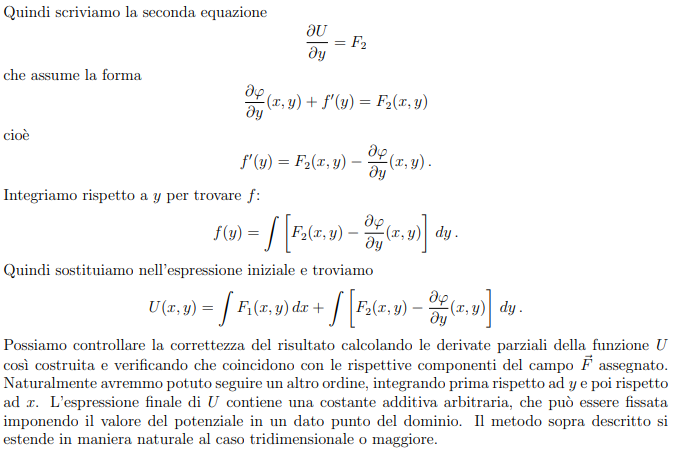 Quindi scriviamo la seconda equazione
∂U/∂y = F₂
che assume la forma
∂φ/∂y (x, y) + f′(y) = F₂(x, y)
cioè
f′(y) = F₂(x, y) − ∂φ/∂y (x, y) .
Integriamo rispetto a y per trovare f:
f(y) = ∫ [F₂(x, y) − ∂φ/∂y (x, y)] dy .
Quindi sostituiamo nell'espressione iniziale e troviamo
U(x, y) = ∫ F₁(x, y) dx + ∫ [F₂(x, y) − ∂φ/∂y (x, y)] dy .
Possiamo controllare la correttezza del risultato calcolando le derivate parziali della funzione U
così costruita e verificando che coincidono con le rispettive componenti del campo F⃗ assegnato.
Naturalmente avremmo potuto seguire un altro ordine, integrando prima rispetto ad y e poi rispetto
ad x. L'espressione finale di U contiene una costante additiva arbitraria, che può essere fissata
imponendo il valore del potenziale in un dato punto del dominio. Il metodo sopra descritto si
estende in maniera naturale al caso tridimensionale o maggiore.